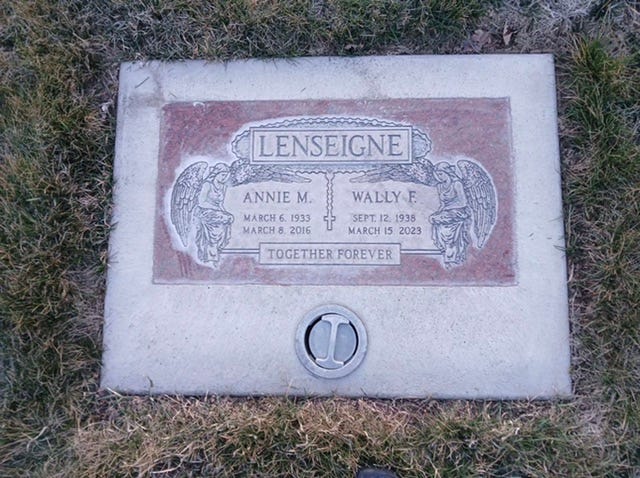 LENSEIGNE
ANNIE M. WALLY F.
MARCH 6, 1933 SEPT. 12, 1938
MARCH 8, 2016 MARCH 15, 2023
TOGETHER FOREVER